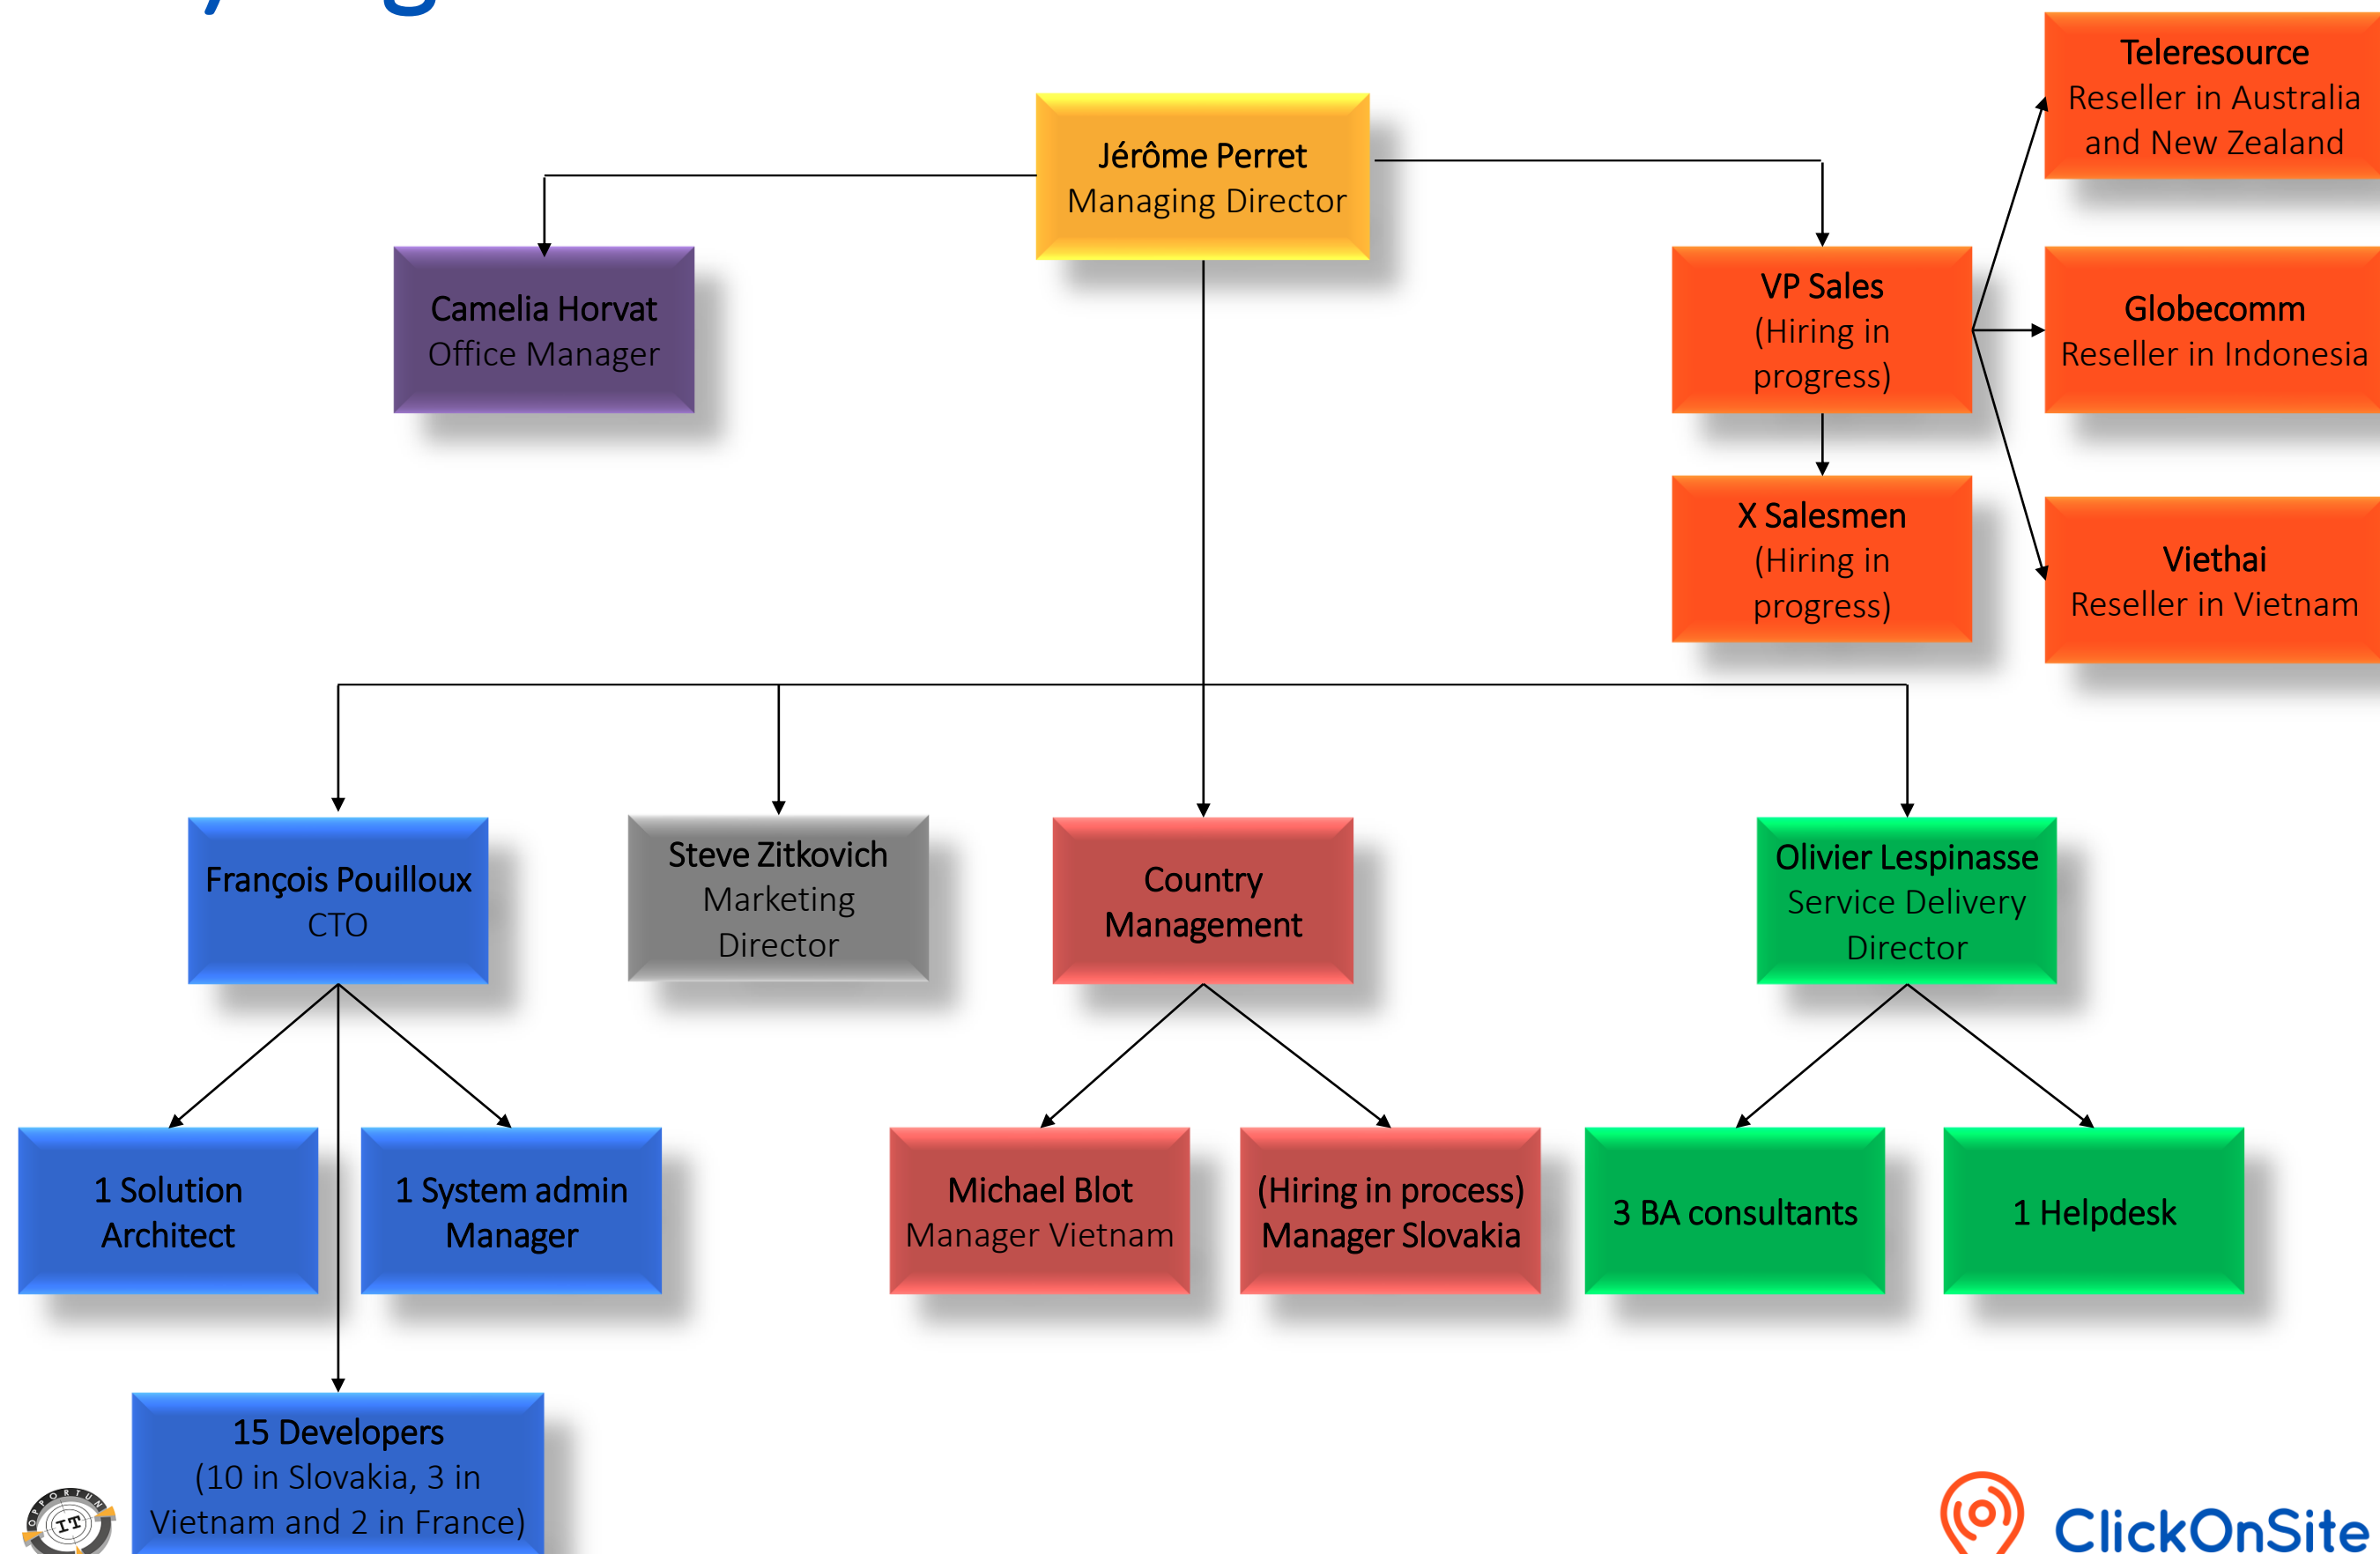 Teleresource
Reseller in Australia
and New Zealand
Jérôme Perret
Managing Director
Camelia Horvat
Office Manager
VP Sales
(Hiring in
progress)
Globecomm
Reseller in Indonesia
X Salesmen
(Hiring in
progress)
Viethai
Reseller in Vietnam
François Pouilloux
CTO
Steve Zitkovich
Marketing
Director
Country
Management
Olivier Lespinasse
Service Delivery
Director
1 Solution
Architect
1 System admin
Manager
Michael Blot
Manager Vietnam
(Hiring in process)
Manager Slovakia
3 BA consultants
1 Helpdesk
15 Developers
(10 in Slovakia, 3 in
Vietnam and 2 in France)
OPPORTUN
IT
ClickOnSite